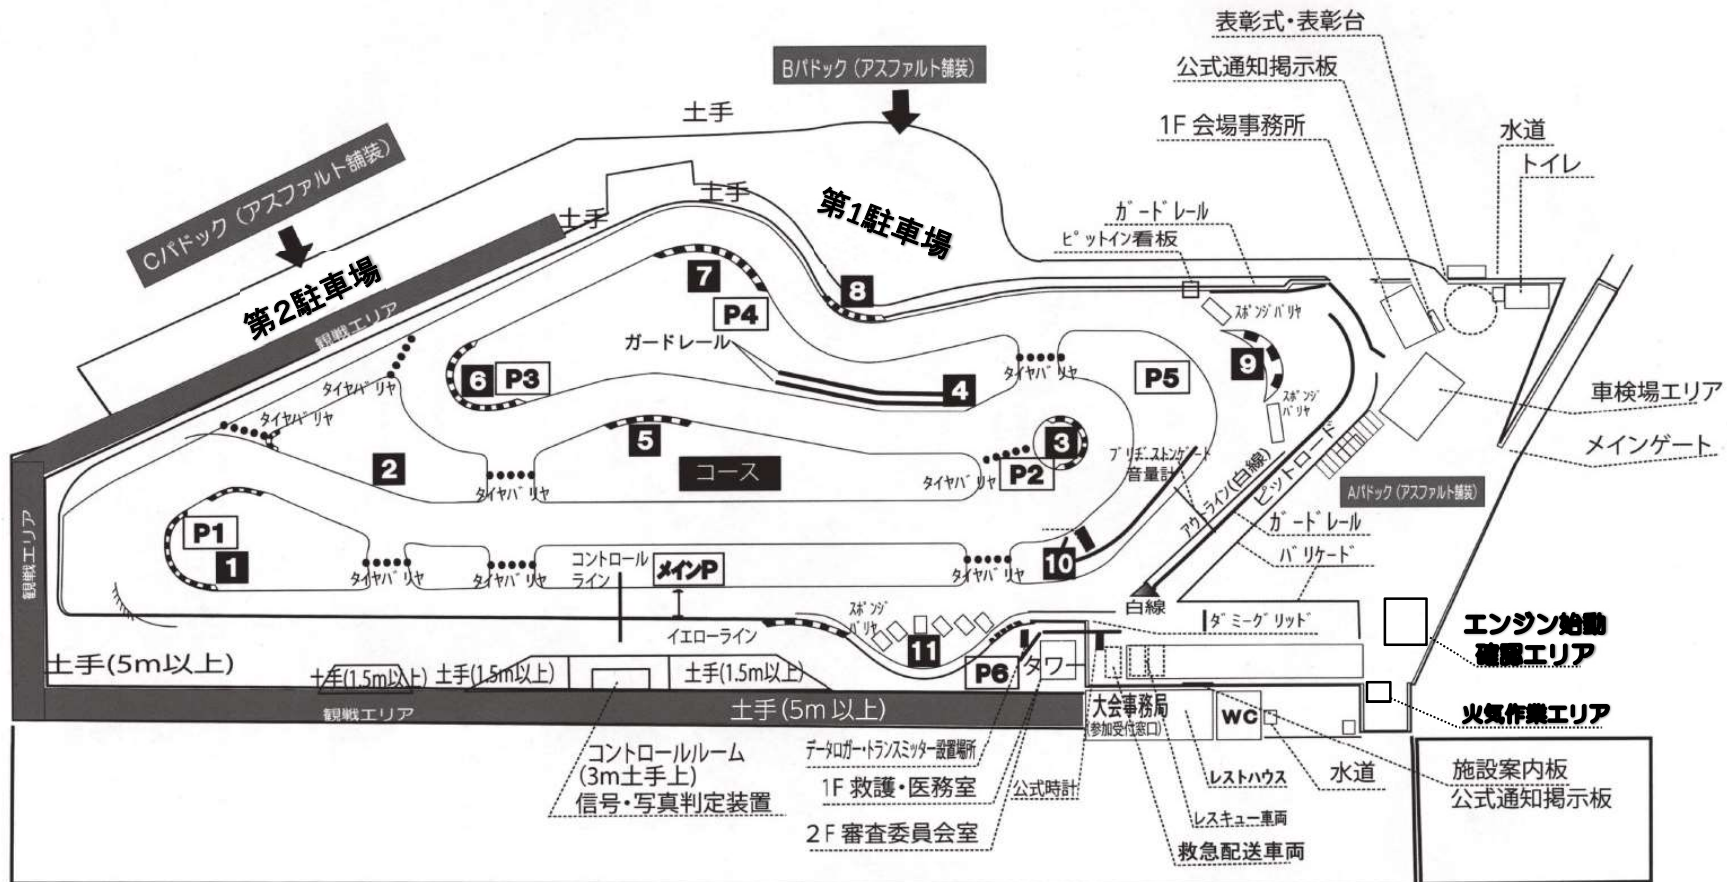 表彰式・表彰台
公式通知掲示板
1F 会場事務所
水道
トイレ
Bパドック（アスファルト舗装）
土手
Cパドック（アスファルト舗装）
土手
土手
第1駐車場
第2駐車場
観戦エリア
ガードレール
ピットイン看板
7
8
P4
スポンジバリヤ
ガードレール
タイヤバリヤ
6
P3
4
タイヤバリヤ
P5
9
スポンジ
バリヤ
車検場エリア
メインゲート
タイヤバリヤ
5
3
2
コース
タイヤバリヤ
タイヤバリヤ
P2
ブリヂストンゲート
音量計
アウトライン(白線)
ピットロード
Aパドック（アスファルト舗装）
ガードレール
バリケード
観戦エリア
P1
1
タイヤバリヤ
タイヤバリヤ
コントロール
ライン
メインP
タイヤバリヤ
10
白線
ダミーグリッド
エンジン始動
確認エリア
スポンジ
バリヤ
イエローライン
11
P6
タワー
土手(5m以上)
土手(1.5m以上)
土手(1.5m以上)
土手(1.5m以上)
観戦エリア
土手(5m以上)
大会事務局
(参加受付窓口)
WC
火気作業エリア
コントロールルーム
(3m土手上)
信号・写真判定装置
データロガー・トランスミッター設置場所
1F 救護・医務室
2F 審査委員会室
公式時計
レストハウス
水道
レスキュー車両
救急配送車両
施設案内板
公式通知掲示板